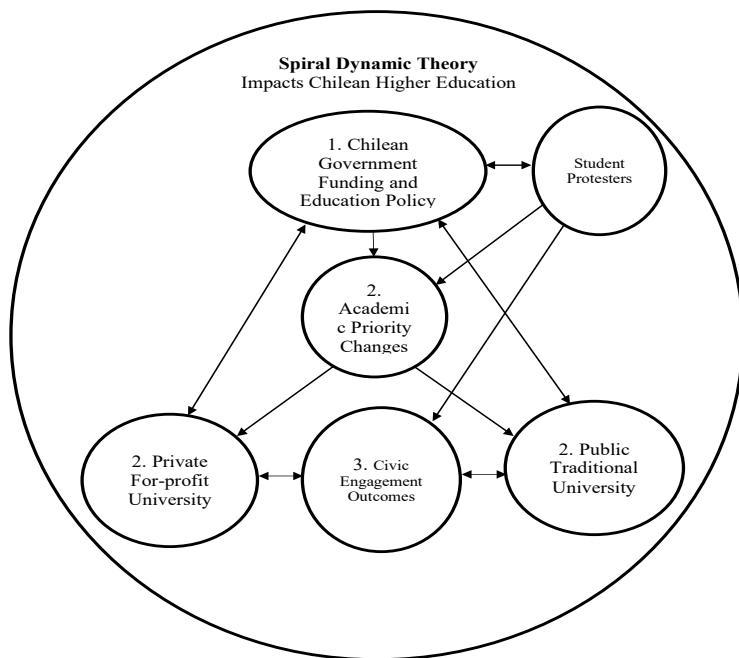 Spiral Dynamic Theory
Impacts Chilean Higher Education
1. Chilean
Government
Funding and
Education Policy
Student
Protesters
2.
Academi
c Priority
Changes
2. Private
For-profit
University
3. Civic
Engagement
Outcomes
2. Public
Traditional
University